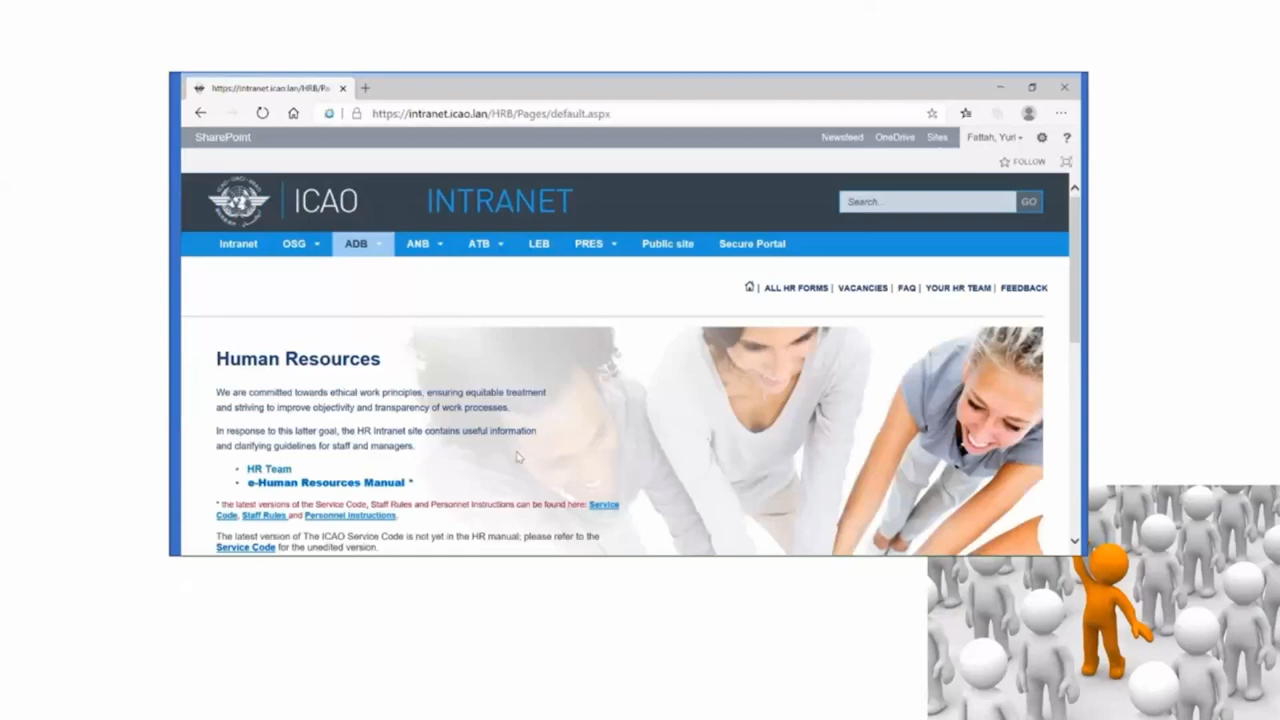 https://intranet.icao.lan/HRB/Pa
https://intranet.icao.lan/HRB/Pages/default.aspx
SharePoint
Newsfeed OneDrive Sites Fattah, Yuri
FOLLOW
ICAO INTRANET
Search... GO
Intranet OSG ADB ANB ATB LEB PRES Public site Secure Portal
| ALL HR FORMS | VACANCIES | FAQ | YOUR HR TEAM | FEEDBACK
Human Resources
We are committed towards ethical work principles, ensuring equitable treatment
and striving to improve objectivity and transparency of work processes.
In response to this latter goal, the HR Intranet site contains useful information
and clarifying guidelines for staff and managers.
• HR Team
• e-Human Resources Manual *
* the latest versions of the Service Code, Staff Rules and Personnel Instructions can be found here: Service
Code, Staff Rules and Personnel Instructions.
The latest version of The ICAO Service Code is not yet in the HR manual; please refer to the
Service Code for the unedited version.